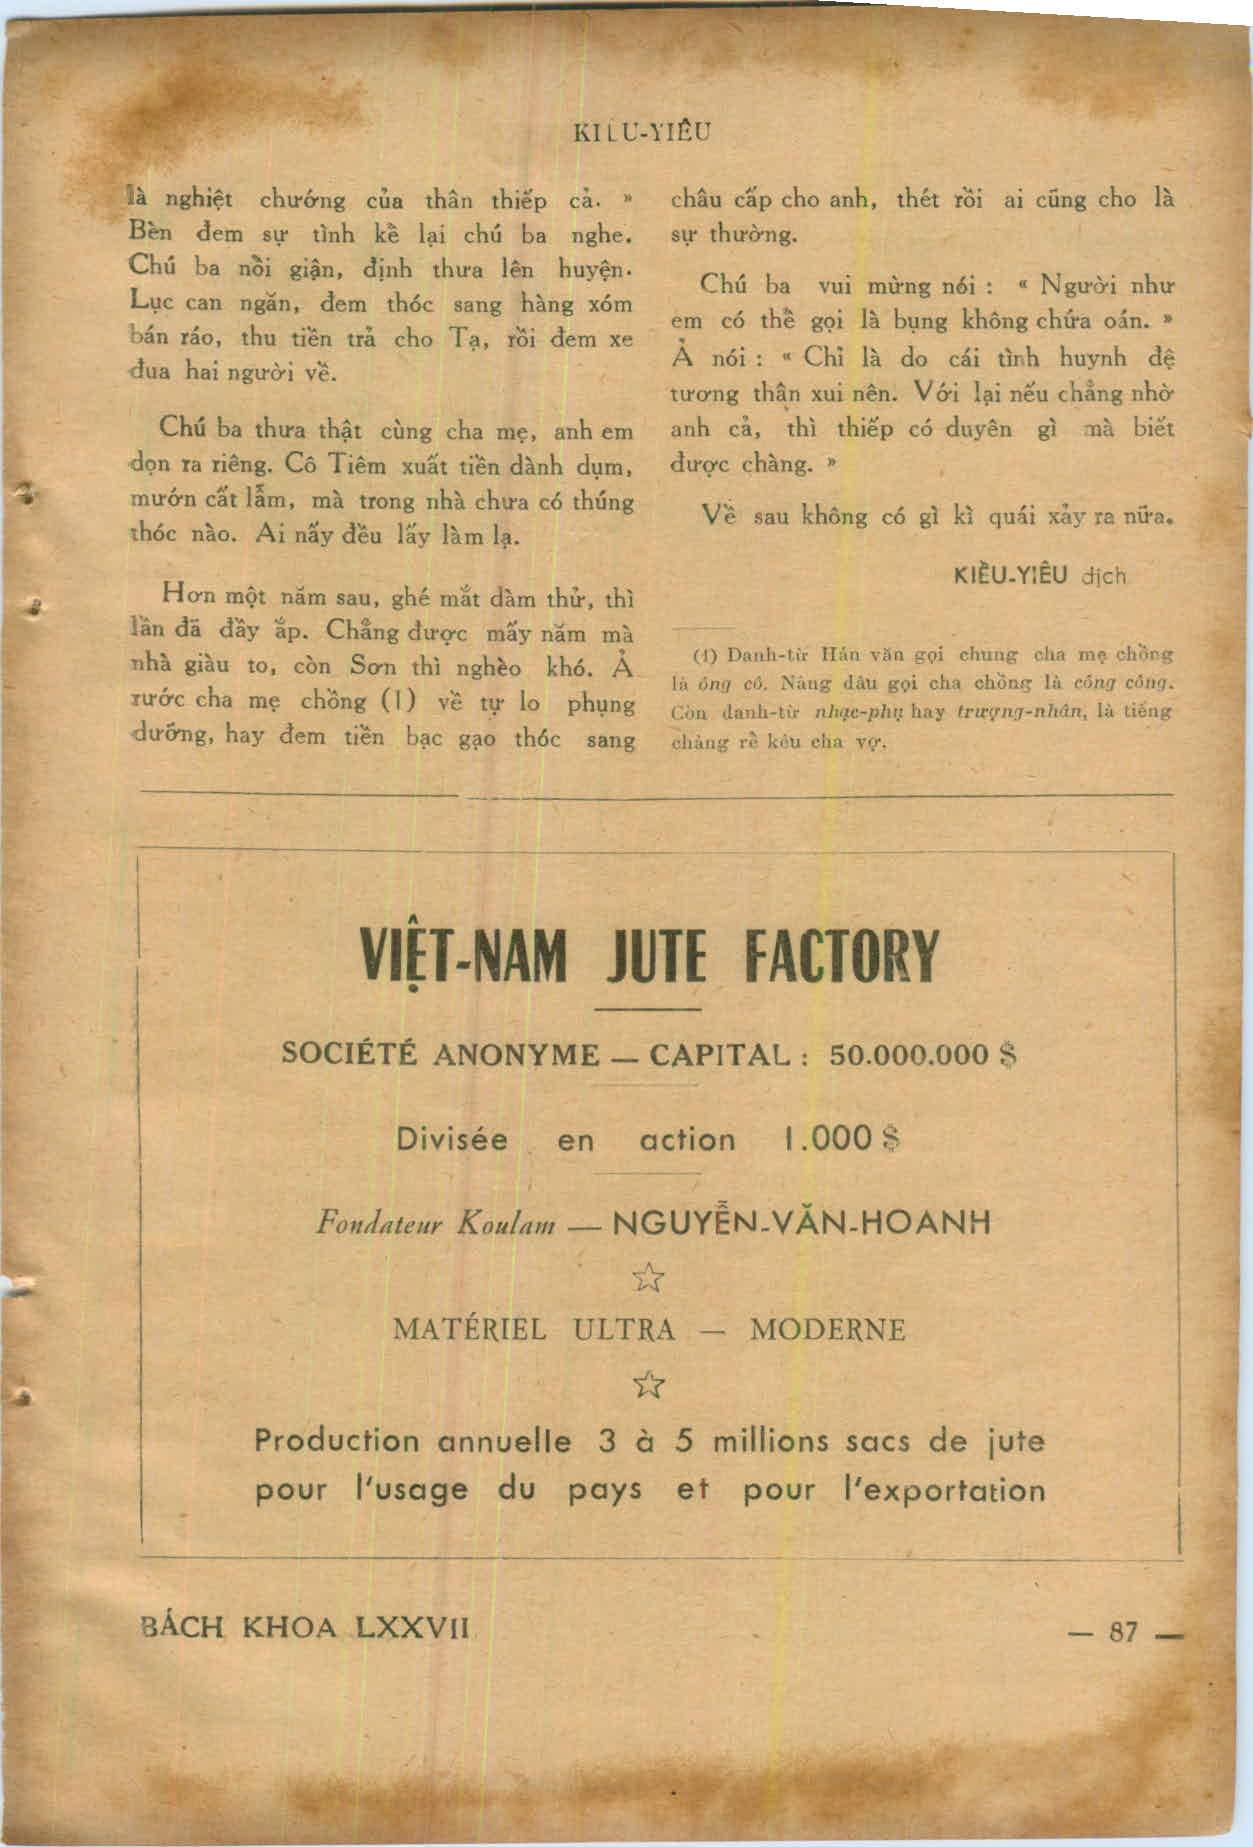 KIỀU-YIÊU
là nghiệt chướng của thân thiếp cả. »
Bèn đem sự tình kể lại chú ba nghe.
Chú ba nổi giận, định thưa lên huyện.
Lục can ngăn, đem thóc sang hàng xóm
bán ráo, thu tiền trả cho Tạ, rồi đem xe
đưa hai người về.
Chú ba thưa thật cùng cha mẹ, anh em
dọn ra riêng. Cô Tiêm xuất tiền dành dụm,
mướn cất lẫm, mà trong nhà chưa có thúng
thóc nào. Ai nấy đều lấy làm lạ.
Hơn một năm sau, ghé mắt dàm thử, thì
lần đã đầy ắp. Chẳng được mấy năm mà
nhà giàu to, còn Sơn thì nghèo khó. Ả
rước cha mẹ chồng (1) về tự lo phụng
dưỡng, hay đem tiền bạc gạo thóc sang
châu cấp cho anh, thét rồi ai cũng cho là
sự thường.
Chú ba vui mừng nói : « Người như
em có thể gọi là bụng không chứa oán. »
Ả nói : « Chỉ là do cái tình huynh đệ
tương thân xui nên. Với lại nếu chẳng nhờ
anh cả, thì thiếp có duyên gì mà biết
được chàng. »
Về sau không có gì kì quái xảy ra nữa.
KIỀU-YIÊU dịch
(1) Danh-từ Hán văn gọi chung cha mẹ chồng
là ông cô. Nàng dâu gọi cha chồng là công công.
Còn danh-từ nhạc-phụ hay trượng-nhân, là tiếng
chàng rể kêu cha vợ.
VIỆT-NAM JUTE FACTORY
SOCIÉTÉ ANONYME — CAPITAL : 50.000.000 $
Divisée en action 1.000 $
Fondateur Koulam — NGUYỄN-VĂN-HOANH
MATÉRIEL ULTRA — MODERNE
Production annuelle 3 à 5 millions sacs de jute
pour l'usage du pays et pour l'exportation
BÁCH KHOA LXXVII
— 87 —